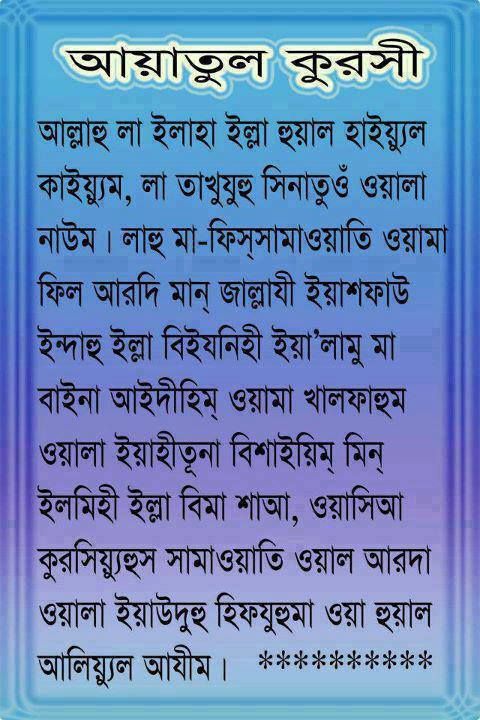 আয়াতুল কুরসী
আল্লাহু লা ইলাহা ইল্লা হুয়াল হাইয়্যুল
কাইয়্যুম, লা তাখুযুহু সিনাতুওঁ ওয়ালা
নাউম। লাহু মা-ফিস্সামাওয়াতি ওয়ামা
ফিল আরদি মান্ জাল্লাযী ইয়াশফাউ
ইন্দাহু ইল্লা বিইযনিহী ইয়া’লামু মা
বাইনা আইদীহিম্ ওয়ামা খালফাহুম
ওয়ালা ইয়াহীতূনা বিশাইয়িম্ মিন্
ইলমিহী ইল্লা বিমা শাআ, ওয়াসিআ
কুরসিয়্যুহুস সামাওয়াতি ওয়াল আরদা
ওয়ালা ইয়াউদুহু হিফযুহুমা ওয়া হুয়াল
আলিয়্যুল আযীম। **********